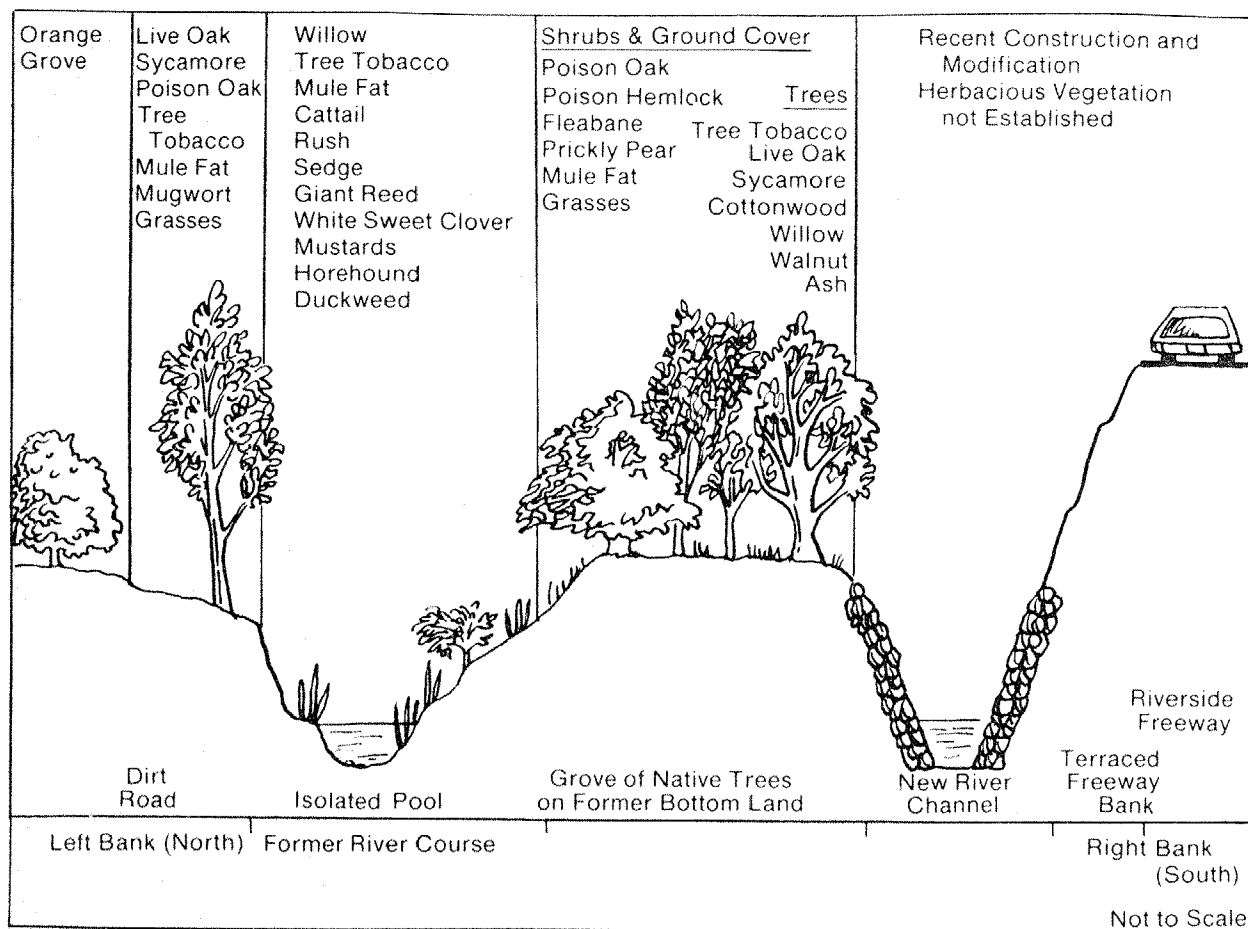 Orange
Grove
Live Oak
Sycamore
Poison Oak
Tree
Tobacco
Mule Fat
Mugwort
Grasses
Willow
Tree Tobacco
Mule Fat
Cattail
Rush
Sedge
Giant Reed
White Sweet Clover
Mustards
Horehound
Duckweed
Shrubs & Ground Cover
Poison Oak
Poison Hemlock
Fleabane
Prickly Pear
Mule Fat
Grasses
Trees
Tree Tobacco
Live Oak
Sycamore
Cottonwood
Willow
Walnut
Ash
Recent Construction and
Modification
Herbacious Vegetation
not Established
Dirt
Road
Isolated Pool
Grove of Native Trees
on Former Bottom Land
New River
Channel
Terraced
Freeway
Bank
Riverside
Freeway
Left Bank (North)
Former River Course
Right Bank
(South)
Not to Scale